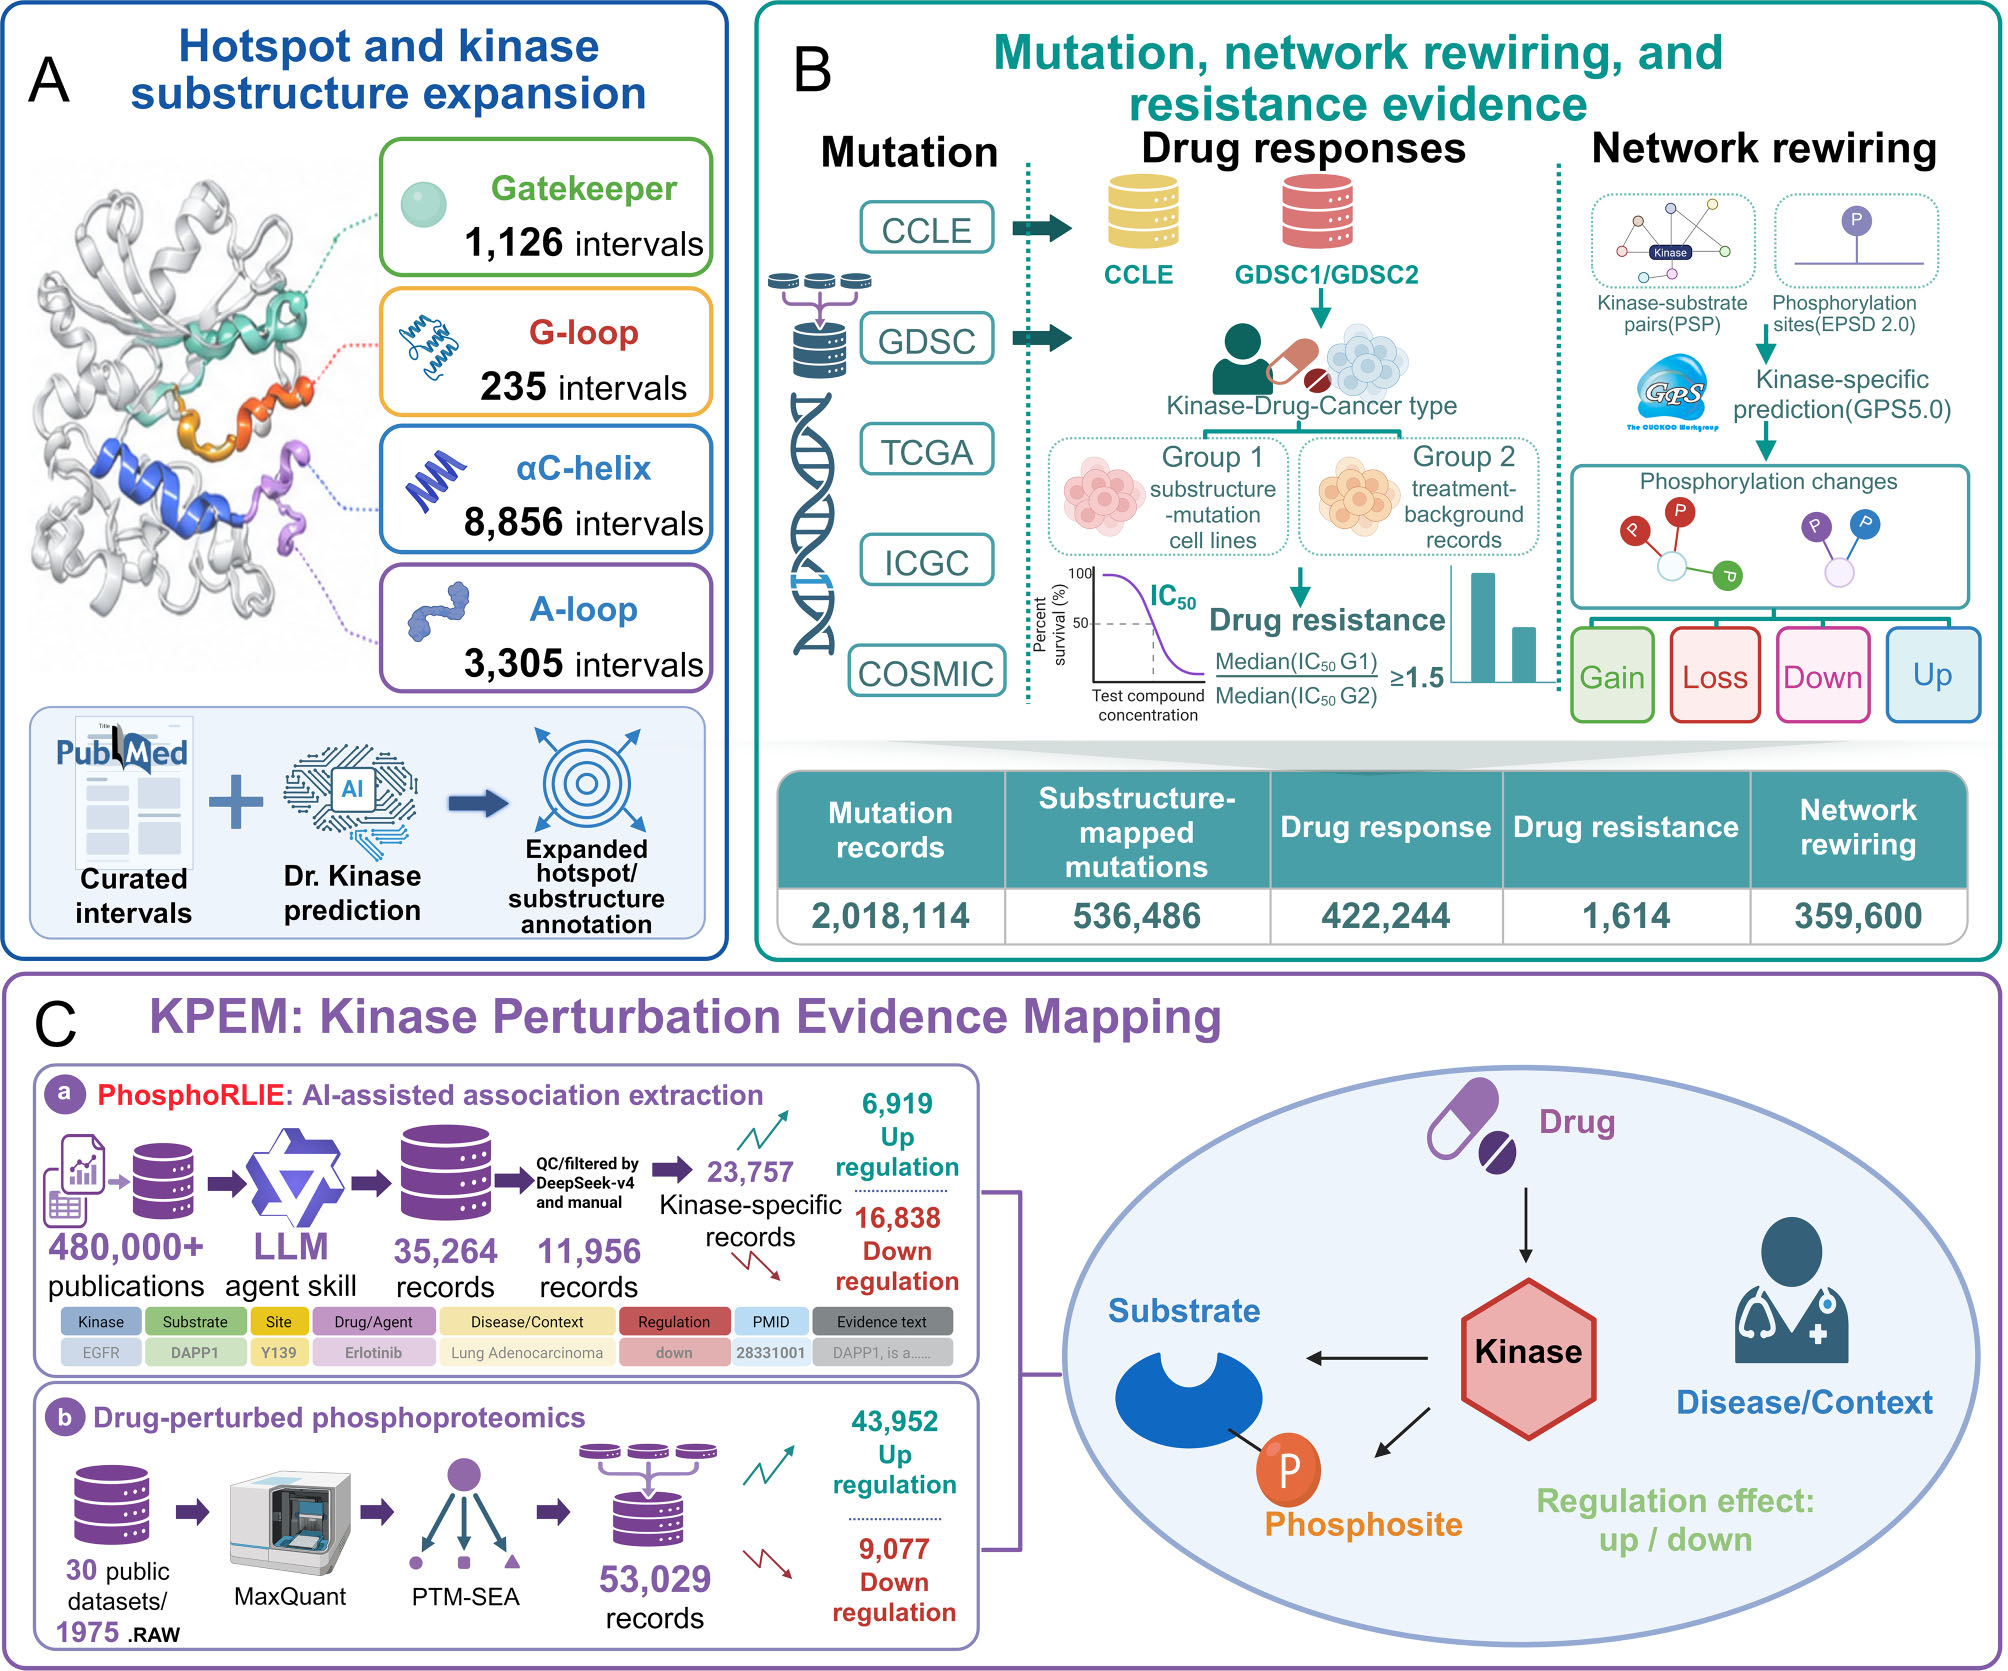 A
Hotspot and kinase
substructure expansion
Gatekeeper
1,126 intervals
G-loop
235 intervals
αC-helix
8,856 intervals
A-loop
3,305 intervals
Title
PubMed
AI
Curated
intervals
Dr. Kinase
prediction
Expanded
hotspot/
substructure
annotation
B
Mutation, network rewiring, and
resistance evidence
Mutation
CCLE
GDSC
TCGA
ICGC
COSMIC
Drug responses
CCLE
GDSC1/GDSC2
Kinase-Drug-Cancer type
Group 1
substructure
-mutation
cell lines
Group 2
treatment-
background
records
Percent
survival (%)
100
50
IC50
Test compound
concentration
Drug resistance
Median(IC50 G1)
Median(IC50 G2)
≥1.5
Network rewiring
Kinase
P
Kinase-substrate
pairs(PSP)
Phosphorylation
sites(EPSD 2.0)
GPS
The CUCKOO Workgroup
Kinase-specific
prediction(GPS5.0)
Phosphorylation changes
P
P
P
P
P
Gain
Loss
Down
Up
Mutation
records
Substructure-
mapped
mutations
Drug response
Drug resistance
Network
rewiring
2,018,114
536,486
422,244
1,614
359,600
C
KPEM: Kinase Perturbation Evidence Mapping
a
PhosphoRLIE: AI-assisted association extraction
480,000+
publications
LLM
agent skill
35,264
records
QC/filtered by
DeepSeek-v4
and manual
11,956
records
23,757
Kinase-specific
records
6,919
Up
regulation
16,838
Down
regulation
Kinase Substrate Site Drug/Agent Disease/Context Regulation PMID Evidence text
EGFR DAPP1 Y139 Erlotinib Lung Adenocarcinoma down 28331001 DAPP1, is a......
b
Drug-perturbed phosphoproteomics
30 public
datasets/
1975 .RAW
MaxQuant
PTM-SEA
53,029
records
43,952
Up
regulation
9,077
Down
regulation
Drug
Substrate
Kinase
Disease/Context
P
Phosphosite
Regulation effect:
up / down